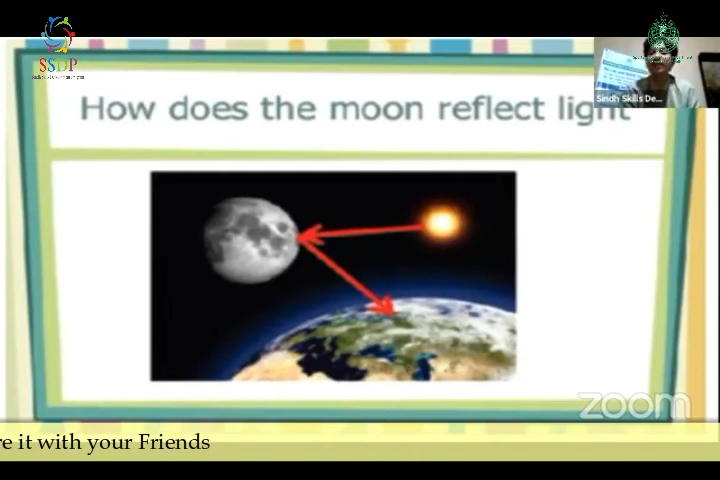 SSDP
How does the moon reflect light
Sindh Skills De...
zoom
re it with your Friends